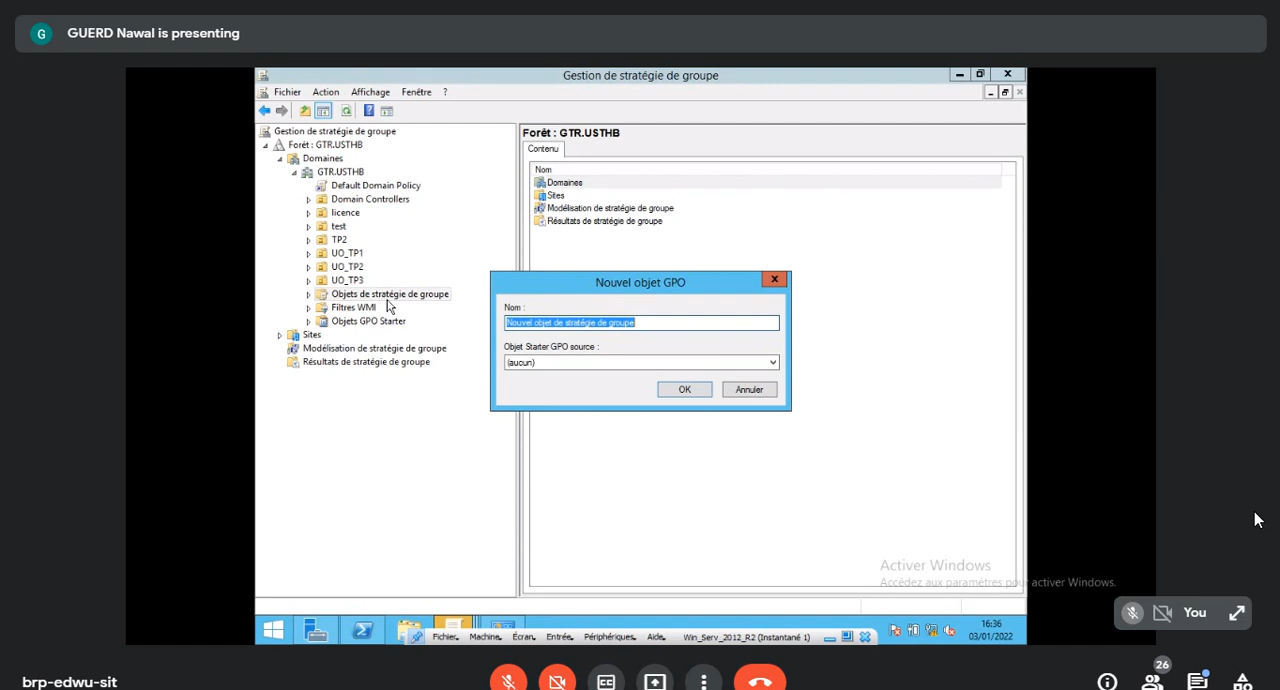 G GUERD Nawal is presenting
Gestion de stratégie de groupe
Fichier Action Affichage Fenêtre ?
Gestion de stratégie de groupe
Forêt : GTR.USTHB
Domaines
GTR.USTHB
Default Domain Policy
Domain Controllers
licence
test
TP2
UO_TP1
UO_TP2
UO_TP3
Objets de stratégie de groupe
Filtres WMI
Objets GPO Starter
Sites
Modélisation de stratégie de groupe
Résultats de stratégie de groupe
Forêt : GTR.USTHB
Contenu
Nom
Domaines
Sites
Modélisation de stratégie de groupe
Résultats de stratégie de groupe
Nouvel objet GPO
Nom :
Nouvel objet de stratégie de groupe
Objet Starter GPO source :
(aucun)
OK Annuler
Activer Windows
Accédez aux paramètres pour activer Windows.
You
Fichier Machine Écran Entrée Périphériques Aide Win_Serv_2012_R2 (Instantané 1)
16:36
03/01/2022
brp-edwu-sit
CC
26